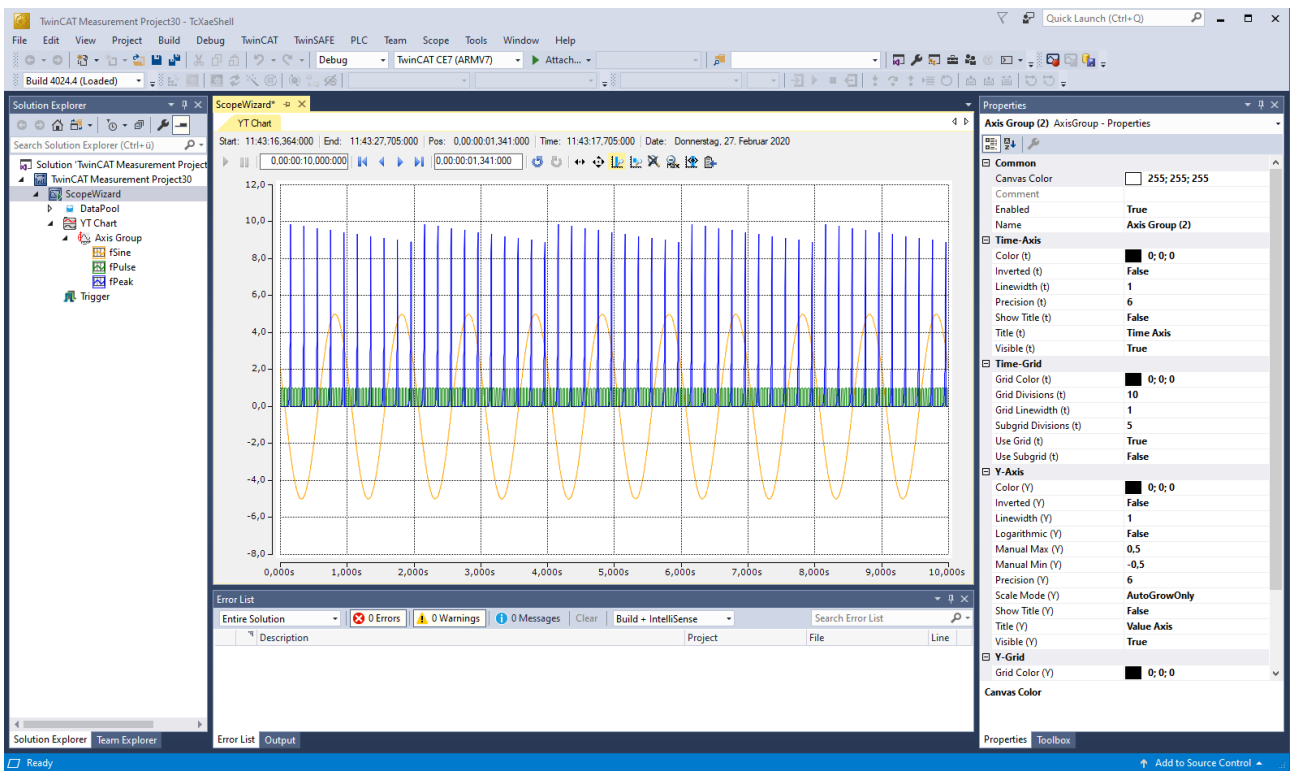 TwinCAT Measurement Project30 - TcXaeShell
Quick Launch (Ctrl+Q)
File Edit View Project Build Debug TwinCAT TwinSAFE PLC Team Scope Tools Window Help
Debug TwinCAT CE7 (ARMV7) Attach...
Build 4024.4 (Loaded)
Solution Explorer
Search Solution Explorer (Ctrl+ü)
Solution 'TwinCAT Measurement Project
TwinCAT Measurement Project30
ScopeWizard
DataPool
YT Chart
Axis Group
fSine
fPulse
fPeak
Trigger
Solution Explorer Team Explorer
ScopeWizard*
YT Chart
Start: 11:43:16,364:000 End: 11:43:27,705:000 Pos: 0,00:00:01,341:000 Time: 11:43:17,705:000 Date: Donnerstag, 27. Februar 2020
0,00:00:10,000:000 0,00:00:01,341:000
12,0
10,0
8,0
6,0
4,0
2,0
0,0
-2,0
-4,0
-6,0
-8,0
0,000s 1,000s 2,000s 3,000s 4,000s 5,000s 6,000s 7,000s 8,000s 9,000s 10,000s
Error List
Entire Solution 0 Errors 0 Warnings 0 Messages Clear Build + IntelliSense Search Error List
Description Project File Line
Error List Output
Properties
Axis Group (2) AxisGroup - Properties
Common
Canvas Color 255; 255; 255
Comment
Enabled True
Name Axis Group (2)
Time-Axis
Color (t) 0; 0; 0
Inverted (t) False
Linewidth (t) 1
Precision (t) 6
Show Title (t) False
Title (t) Time Axis
Visible (t) True
Time-Grid
Grid Color (t) 0; 0; 0
Grid Divisions (t) 10
Grid Linewidth (t) 1
Subgrid Divisions (t) 5
Use Grid (t) True
Use Subgrid (t) False
Y-Axis
Color (Y) 0; 0; 0
Inverted (Y) False
Linewidth (Y) 1
Logarithmic (Y) False
Manual Max (Y) 0,5
Manual Min (Y) -0,5
Precision (Y) 6
Scale Mode (Y) AutoGrowOnly
Show Title (Y) False
Title (Y) Value Axis
Visible (Y) True
Y-Grid
Grid Color (Y) 0; 0; 0
Canvas Color
Properties Toolbox
Ready
Add to Source Control